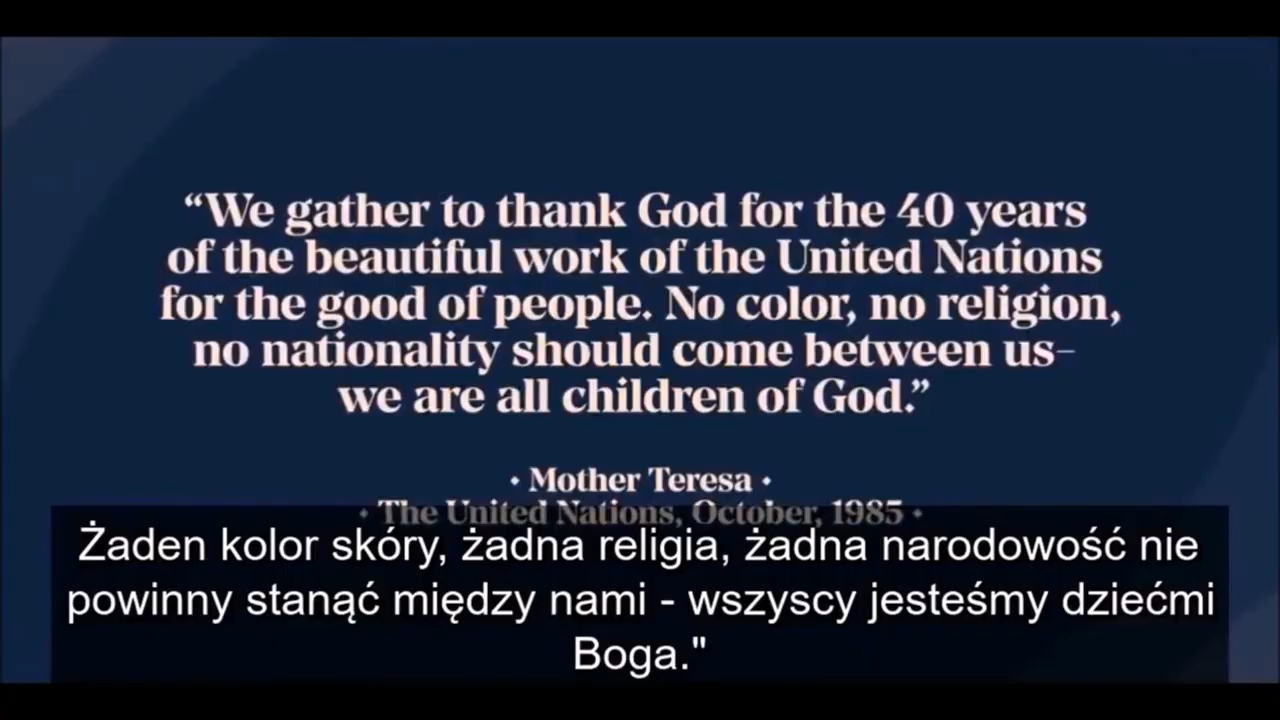 “We gather to thank God for the 40 years
of the beautiful work of the United Nations
for the good of people. No color, no religion,
no nationality should come between us–
we are all children of God.”
• Mother Teresa •
• The United Nations, October, 1985 •
Żaden kolor skóry, żadna religia, żadna narodowość nie
powinny stanąć między nami - wszyscy jesteśmy dziećmi
Boga."